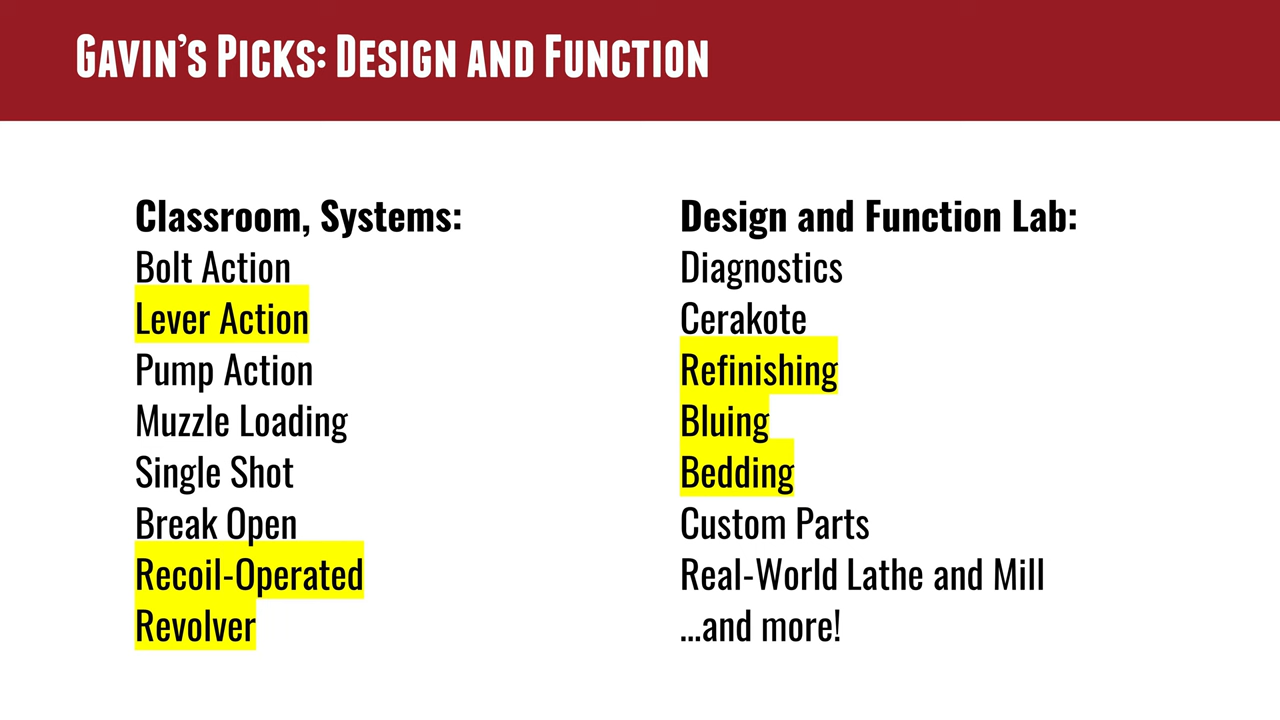 Gavin's Picks: Design and Function
Classroom, Systems:
Bolt Action
Lever Action
Pump Action
Muzzle Loading
Single Shot
Break Open
Recoil-Operated
Revolver
Design and Function Lab:
Diagnostics
Cerakote
Refinishing
Bluing
Bedding
Custom Parts
Real-World Lathe and Mill
...and more!